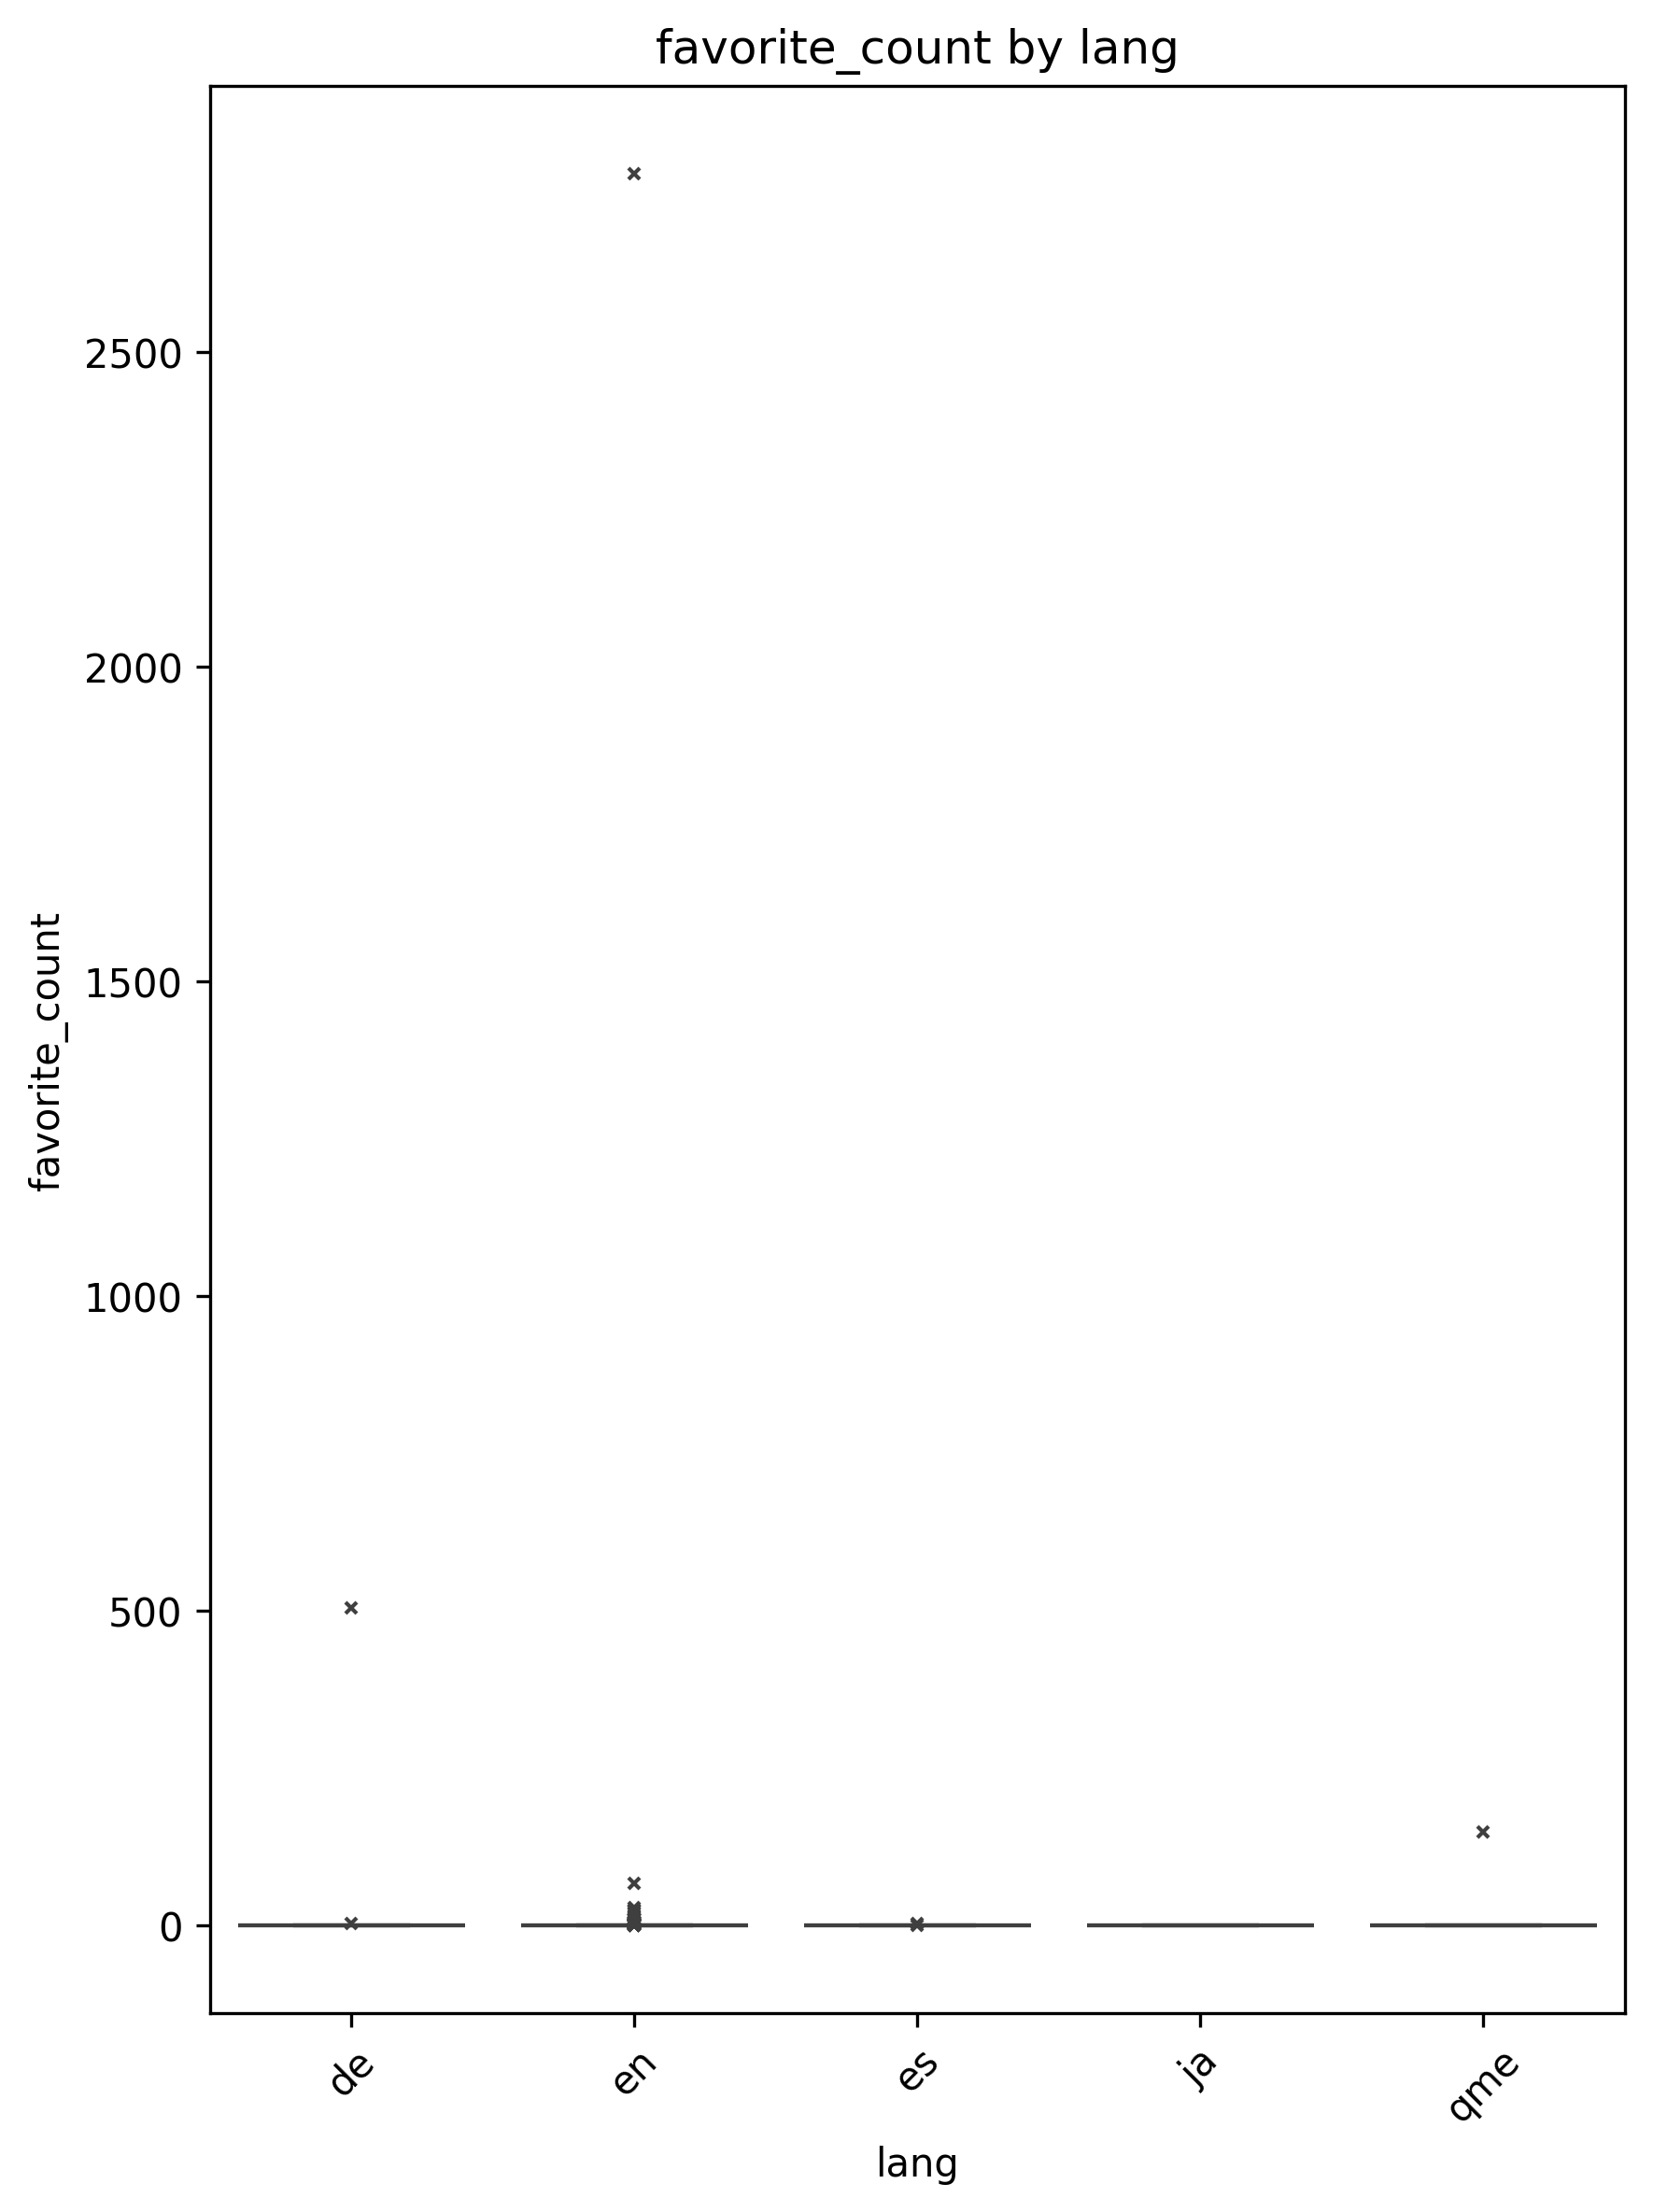 favorite_count by lang
favorite_count
2500
2000
1500
1000
500
0
de
en
es
ja
qme
lang